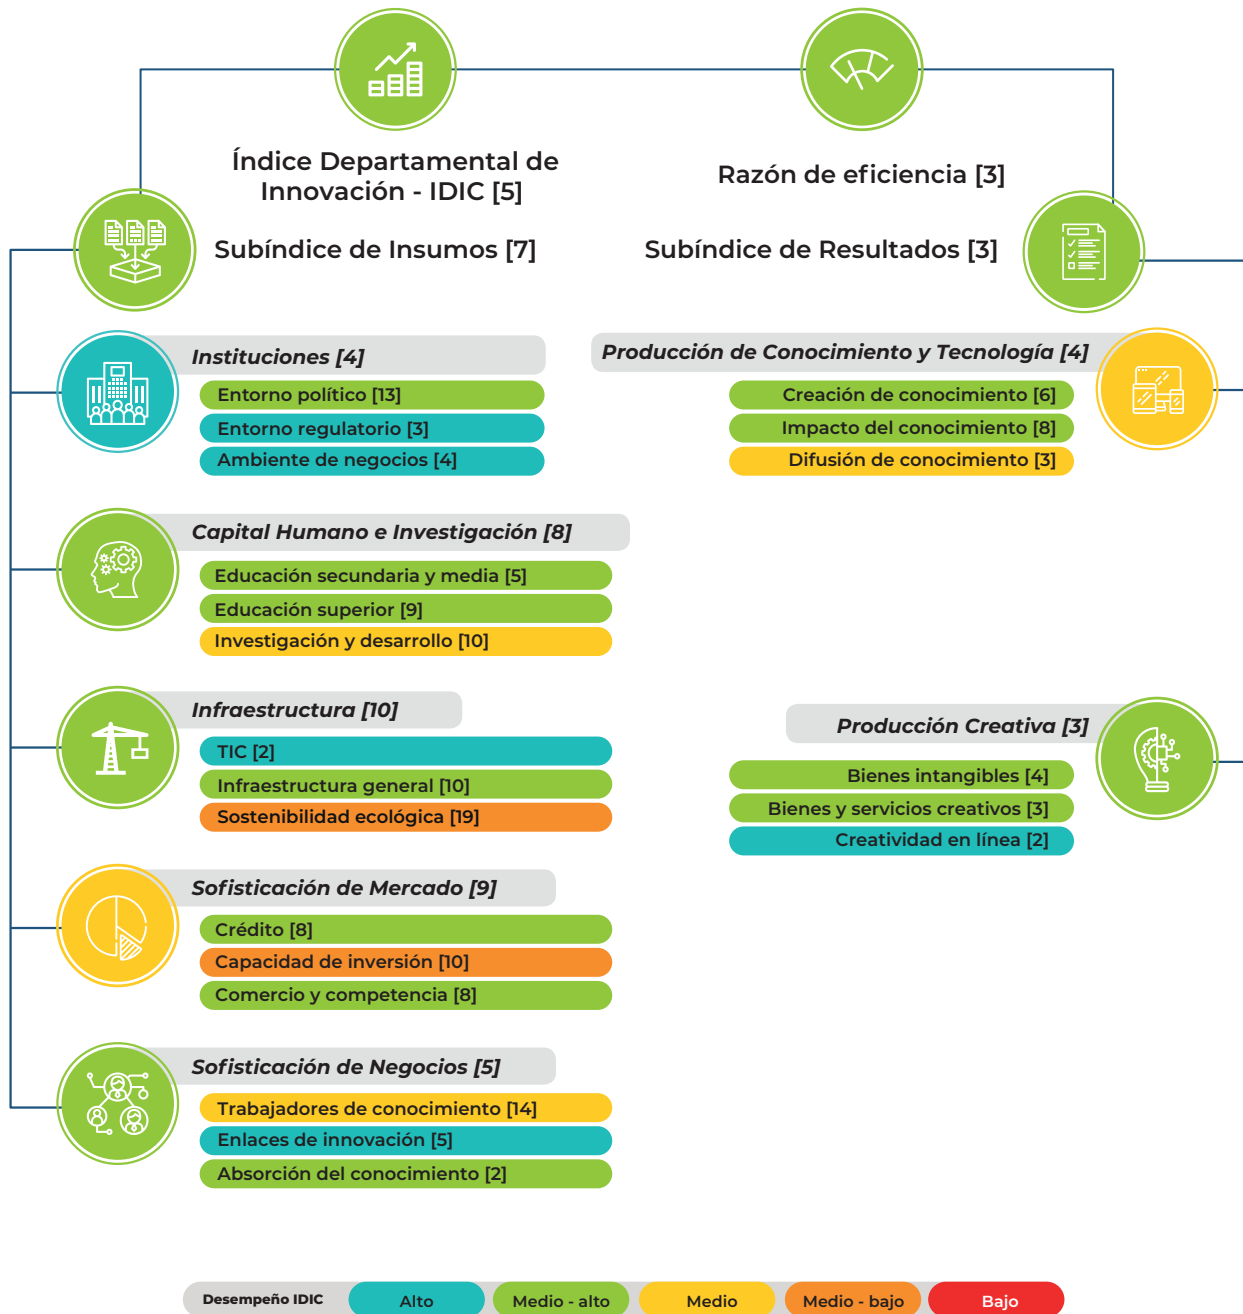 Índice Departamental de
Innovación - IDIC [5]
Razón de eficiencia [3]
Subíndice de Insumos [7]
Subíndice de Resultados [3]
Instituciones [4]
Entorno político [13]
Entorno regulatorio [3]
Ambiente de negocios [4]
Capital Humano e Investigación [8]
Educación secundaria y media [5]
Educación superior [9]
Investigación y desarrollo [10]
Infraestructura [10]
TIC [2]
Infraestructura general [10]
Sostenibilidad ecológica [19]
Sofisticación de Mercado [9]
Crédito [8]
Capacidad de inversión [10]
Comercio y competencia [8]
Sofisticación de Negocios [5]
Trabajadores de conocimiento [14]
Enlaces de innovación [5]
Absorción del conocimiento [2]
Producción de Conocimiento y Tecnología [4]
Creación de conocimiento [6]
Impacto del conocimiento [8]
Difusión de conocimiento [3]
Producción Creativa [3]
Bienes intangibles [4]
Bienes y servicios creativos [3]
Creatividad en línea [2]
Desempeño IDIC Alto Medio - alto Medio Medio - bajo Bajo